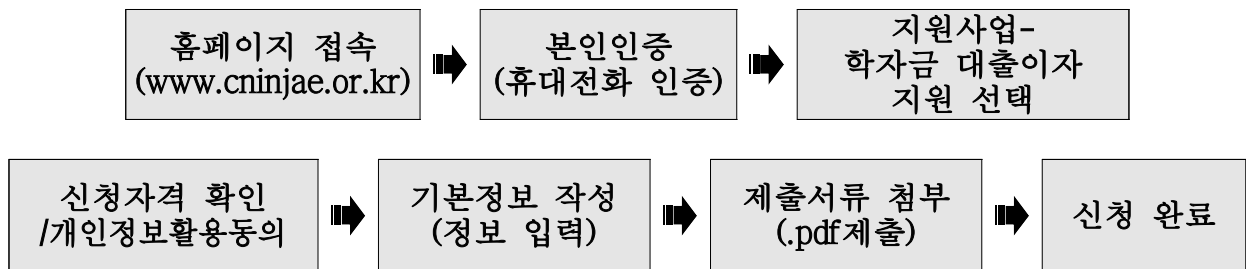 홈페이지 접속
(www.cninjae.or.kr)
본인인증
(휴대전화 인증)
지원사업-
학자금 대출이자
지원 선택
신청자격 확인
/개인정보활용동의
기본정보 작성
(정보 입력)
제출서류 첨부
(.pdf제출)
신청 완료